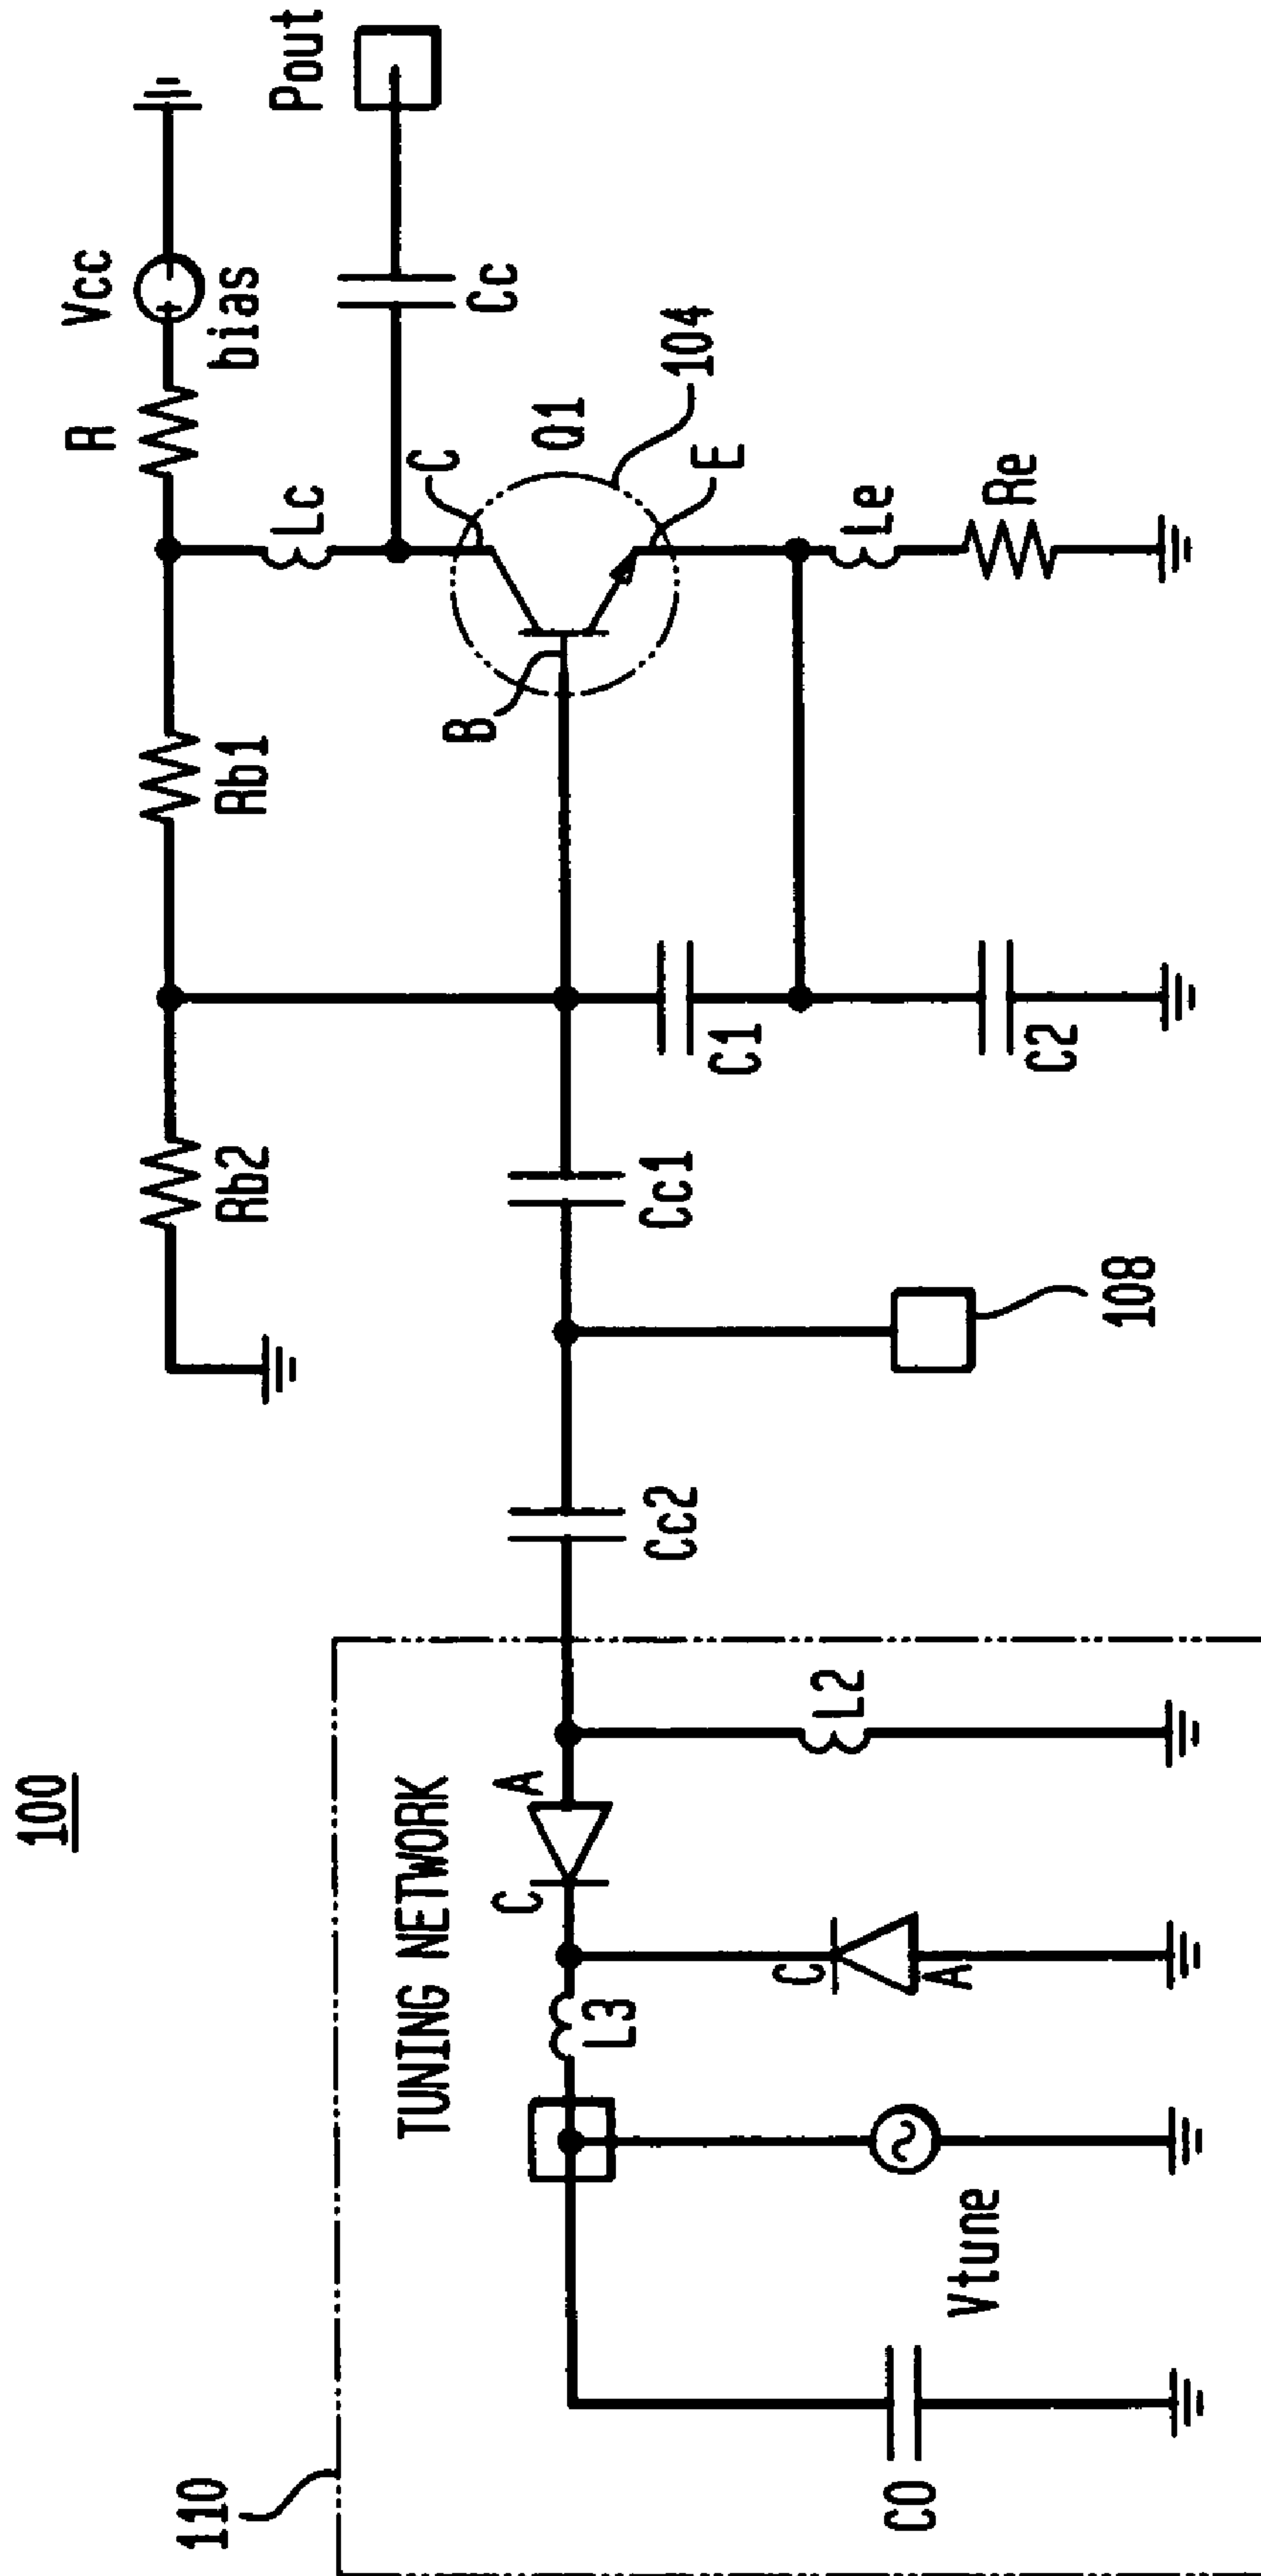 100
110
TUNING NETWORK
C0
Vtune
L3
C
A
C
A
L2
Cc2
108
Cc1
Rb2
Rb1
C1
C2
B
C
Q1
104
E
Le
Re
Lc
R
Vcc
+
-
bias
Cc
Pout